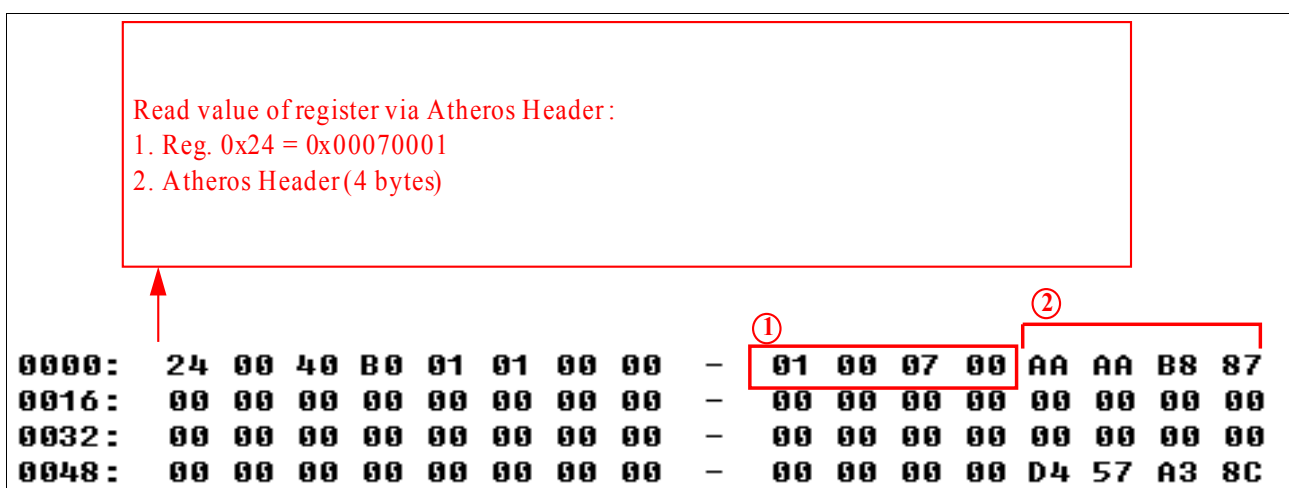 Read value of register via Atheros Header :
1. Reg. 0x24 = 0x00070001
2. Atheros Header (4 bytes)
②
①
0000: 24 00 40 B0 01 01 00 00 – 01 00 07 00 AA AA B8 87
0016: 00 00 00 00 00 00 00 00 – 00 00 00 00 00 00 00 00
0032: 00 00 00 00 00 00 00 00 – 00 00 00 00 00 00 00 00
0048: 00 00 00 00 00 00 00 00 – 00 00 00 00 D4 57 A3 8C